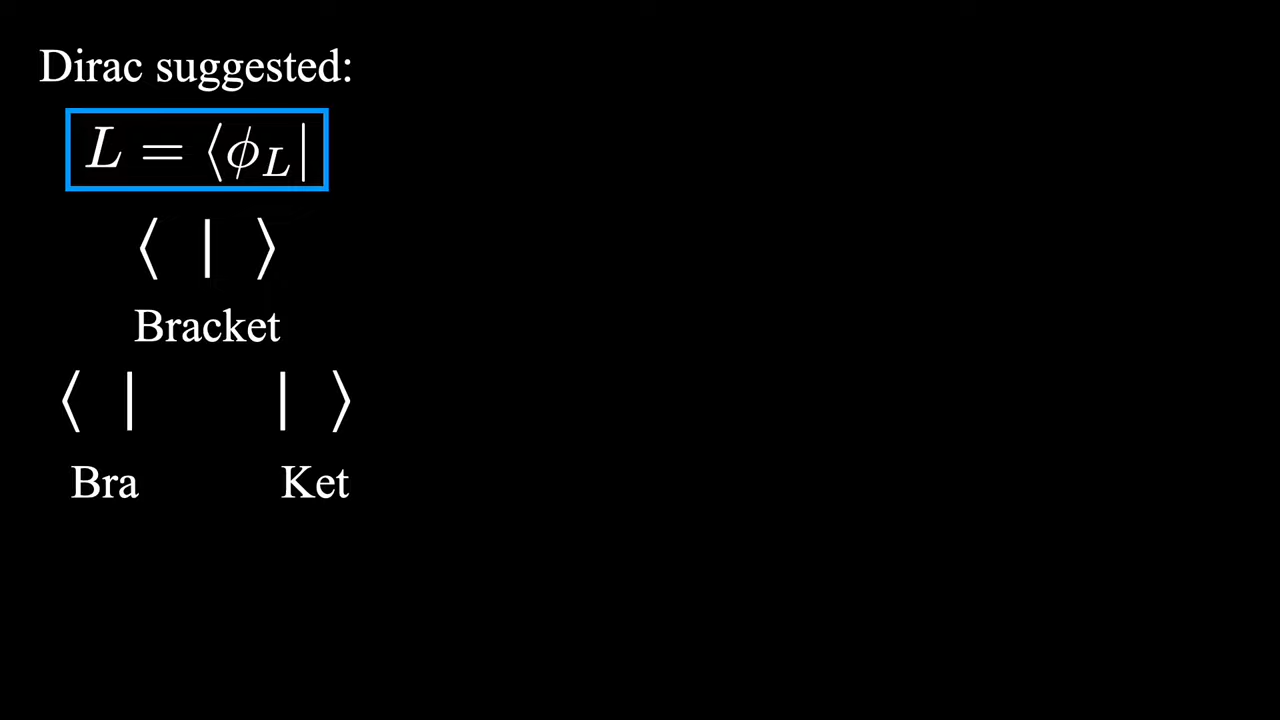 Dirac suggested:
L = ⟨ϕ_L|
⟨ | ⟩
Bracket
⟨ | | ⟩
Bra Ket